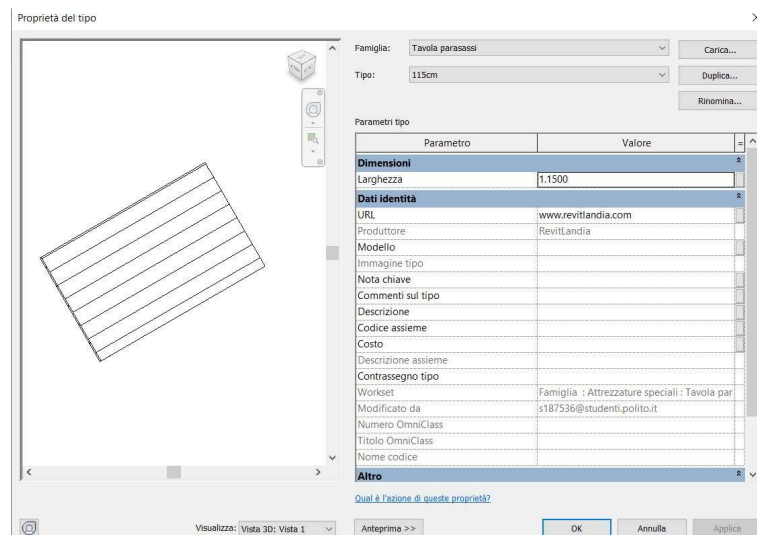 Proprietà del tipo
Famiglia: Tavola parasassi Carica...
Tipo: 115cm Duplica...
Rinomina...
Parametri tipo
Parametro Valore =
Dimensioni
Larghezza 1.1500
Dati identità
URL www.revitlandia.com
Produttore RevitLandia
Modello
Immagine tipo
Nota chiave
Commenti sul tipo
Descrizione
Codice assieme
Costo
Descrizione assieme
Contrassegno tipo
Workset Famiglia : Attrezzature speciali : Tavola par
Modificato da s187536@studenti.polito.it
Numero OmniClass
Titolo OmniClass
Nome codice
Altro
Qual è l'azione di queste proprietà?
Visualizza: Vista 3D: Vista 1 Anteprima >> OK Annulla Applica